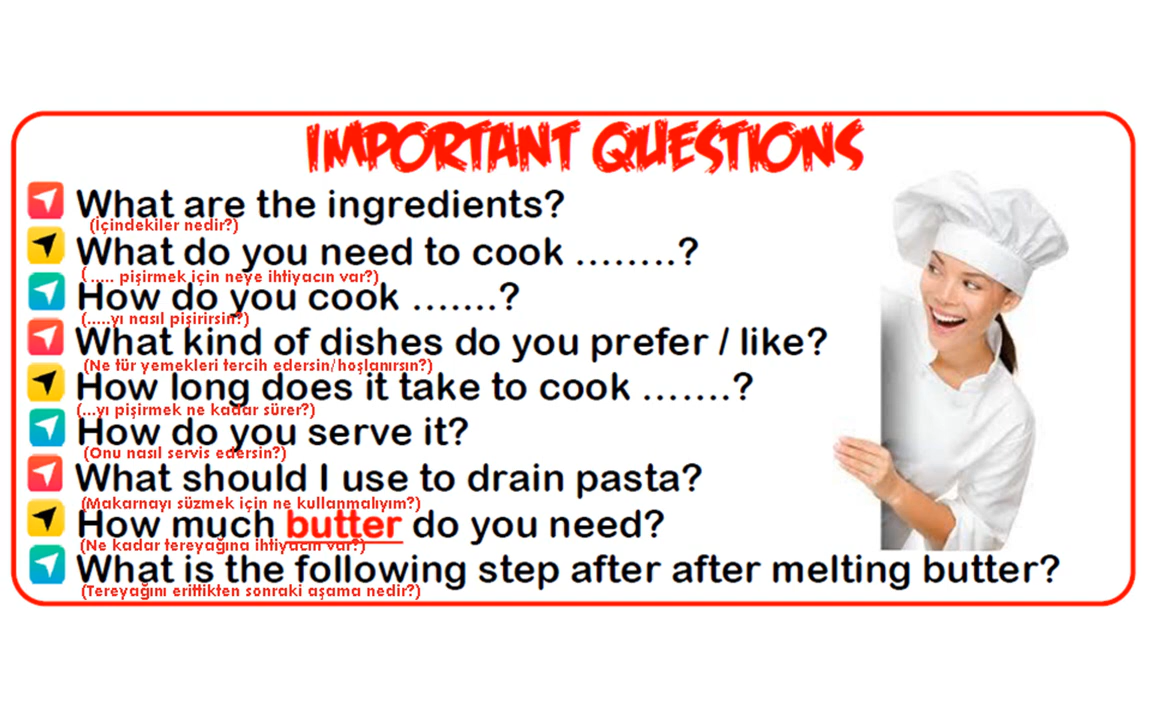 IMPORTANT QUESTIONS
What are the ingredients?
(İçindekiler nedir?)
What do you need to cook ........?
(..... pişirmek için neye ihtiyacın var?)
How do you cook .......?
(.....yı nasıl pişirirsin?)
What kind of dishes do you prefer / like?
(Ne tür yemekleri tercih edersin/hoşlanırsın?)
How long does it take to cook .......?
(...yı pişirmek ne kadar sürer?)
How do you serve it?
(Onu nasıl servis edersin?)
What should I use to drain pasta?
(Makarnayı süzmek için ne kullanmalıyım?)
How much butter do you need?
(Ne kadar tereyağına ihtiyacın var?)
What is the following step after after melting butter?
(Tereyağını erittikten sonraki aşama nedir?)